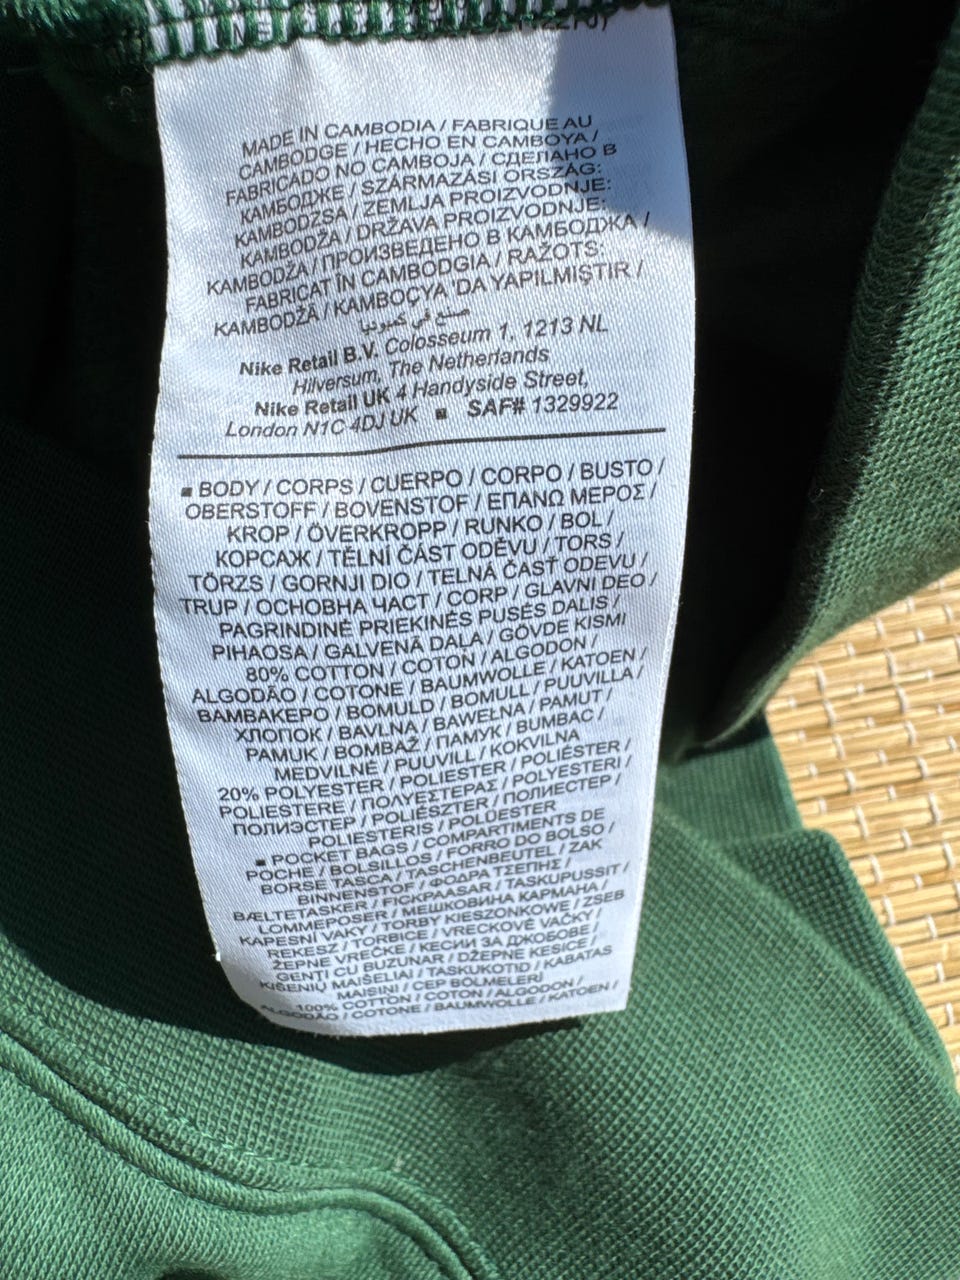 MADE IN CAMBODIA / FABRIQUE AU
CAMBODGE / HECHO EN CAMBOYA /
FABRICADO NO CAMBOJA / СДЕЛАНО В
КАМБОДЖЕ / SZÁRMAZÁSI ORSZÁG:
KAMBODZSA / ZEMLJA PROIZVODNJE:
KAMBODŽA / DRŽAVA PROIZVODNJE:
KAMBODŽA / ПРОИЗВЕДЕНО В КАМБОДЖА /
FABRICAT ÎN CAMBODGIA / RAŽOTS:
KAMBODŽĀ / KAMBOÇYA 'DA YAPILMIŞTIR /
صنع في كمبوديا
Nike Retail B.V. Colosseum 1, 1213 NL
Hilversum, The Netherlands
Nike Retail UK 4 Handyside Street,
London N1C 4DJ UK ■ SAF# 1329922
■ BODY / CORPS / CUERPO / CORPO / BUSTO /
OBERSTOFF / BOVENSTOF / ΕΠΑΝΩ ΜΕΡΟΣ /
KROP / ÖVERKROPP / RUNKO / BOL /
КОРСАЖ / TĚLNÍ ČÁST ODĚVU / TORS /
TÖRZS / GORNJI DIO / TELNÁ ČASŤ ODEVU /
TRUP / ОСНОВНА ЧАСТ / CORP / GLAVNI DEO /
PAGRINDINĖ PRIEKINĖS PUSĖS DALIS /
PIHAOSA / GALVENĀ DAĻA / GÖVDE KISMI
80% COTTON / COTON / ALGODON /
ALGODÃO / COTONE / BAUMWOLLE / KATOEN /
ΒΑΜΒΑΚΕΡΟ / BOMULD / BOMULL / PUUVILLA /
ХЛОПОК / BAVLNA / BAWEŁNA / PAMUT /
PAMUK / BOMBAŽ / ПАМУК / BUMBAC /
MEDVILNĖ / PUUVILL / KOKVILNA
20% POLYESTER / POLIESTER / POLIÉSTER /
POLIESTERE / ΠΟΛΥΕΣΤΕΡΑΣ / POLYESTERI /
ПОЛИЭСТЕР / POLIÉSZTER / ПОЛИЕСТЕР /
POLIESTERIS / POLÜESTER
■ POCKET BAGS / COMPARTIMENTS DE
POCHE / BOLSILLOS / FORRO DO BOLSO /
BORSE TASCA / TASCHENBEUTEL / ZAK
BINNENSTOF / ΦΟΔΡΑ ΤΣΕΠΗΣ /
BÆLTETASKER / FICKPAASAR / TASKUPUSSIT /
LOMMEPOSER / МЕШКОВИНА КАРМАНА /
KAPESNÍ VAKY / TORBY KIESZONKOWE / ZSEB
REKESZ / TORBICE / VRECKOVÉ VAČKY /
ŽEPNE VREČKE / КЕСИИ ЗА ДЖОБОВЕ /
GENȚI CU BUZUNAR / DŽEPNE KESICE /
KIŠENIŲ MAIŠELIAI / TASKUKOTID / KABATAS
MAISIŅI / CEP BÖLMELERİ
100% COTTON / COTON / ALGODON /
ALGODÃO / COTONE / BAUMWOLLE / KATOEN /